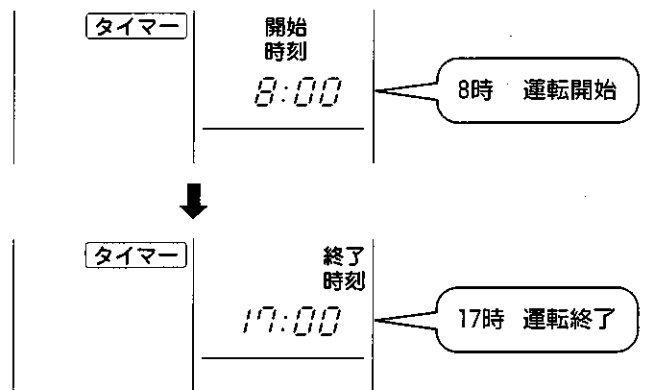 タイマー
開始
時刻
8:00
8時 運転開始
タイマー
終了
時刻
17:00
17時 運転終了